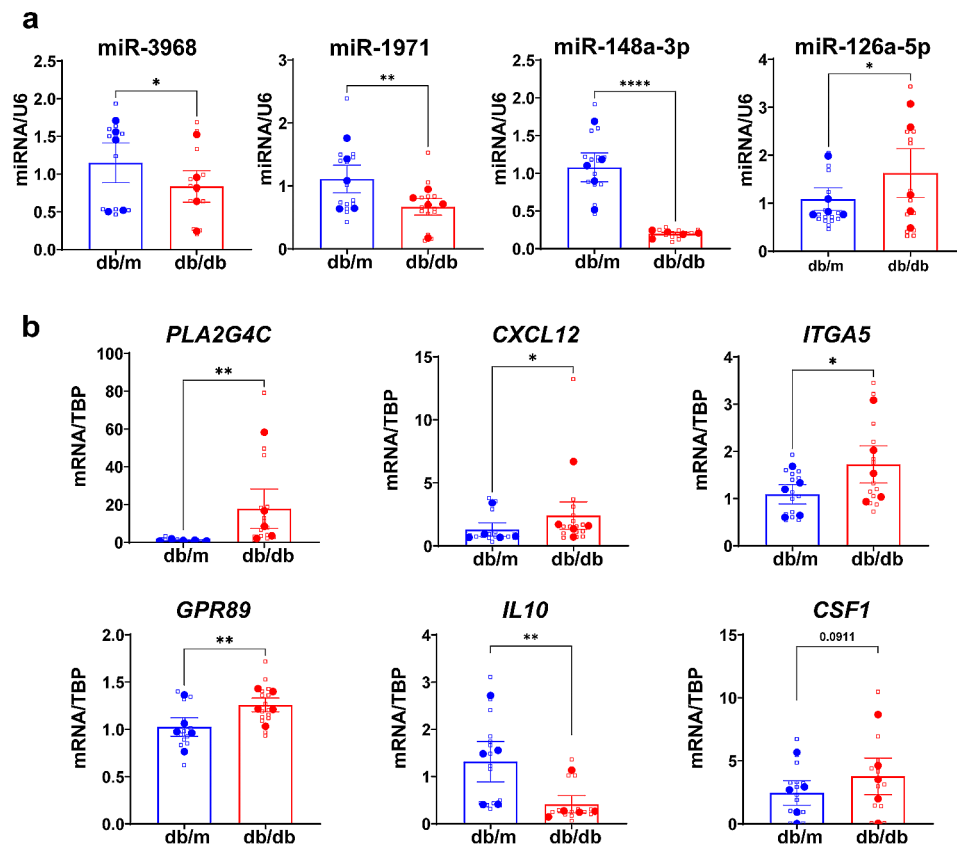 a
miR-3968
miR-1971
miR-148a-3p
miR-126a-5p
miRNA/U6
2.5
2.0
1.5
1.0
0.5
0.0
*
db/m
db/db
miRNA/U6
3
2
1
0
**
db/m
db/db
miRNA/U6
2.5
2.0
1.5
1.0
0.5
0.0
****
db/m
db/db
miRNA/U6
4
3
2
1
0
*
db/m
db/db
b
PLA2G4C
mRNA/TBP
100
80
60
40
20
0
**
db/m
db/db
CXCL12
mRNA/TBP
15
10
5
0
*
db/m
db/db
ITGA5
mRNA/TBP
4
3
2
1
0
*
db/m
db/db
GPR89
mRNA/TBP
2.0
1.5
1.0
0.5
0.0
**
db/m
db/db
IL10
mRNA/TBP
4
3
2
1
0
**
db/m
db/db
CSF1
mRNA/TBP
15
10
5
0
0.0911
db/m
db/db